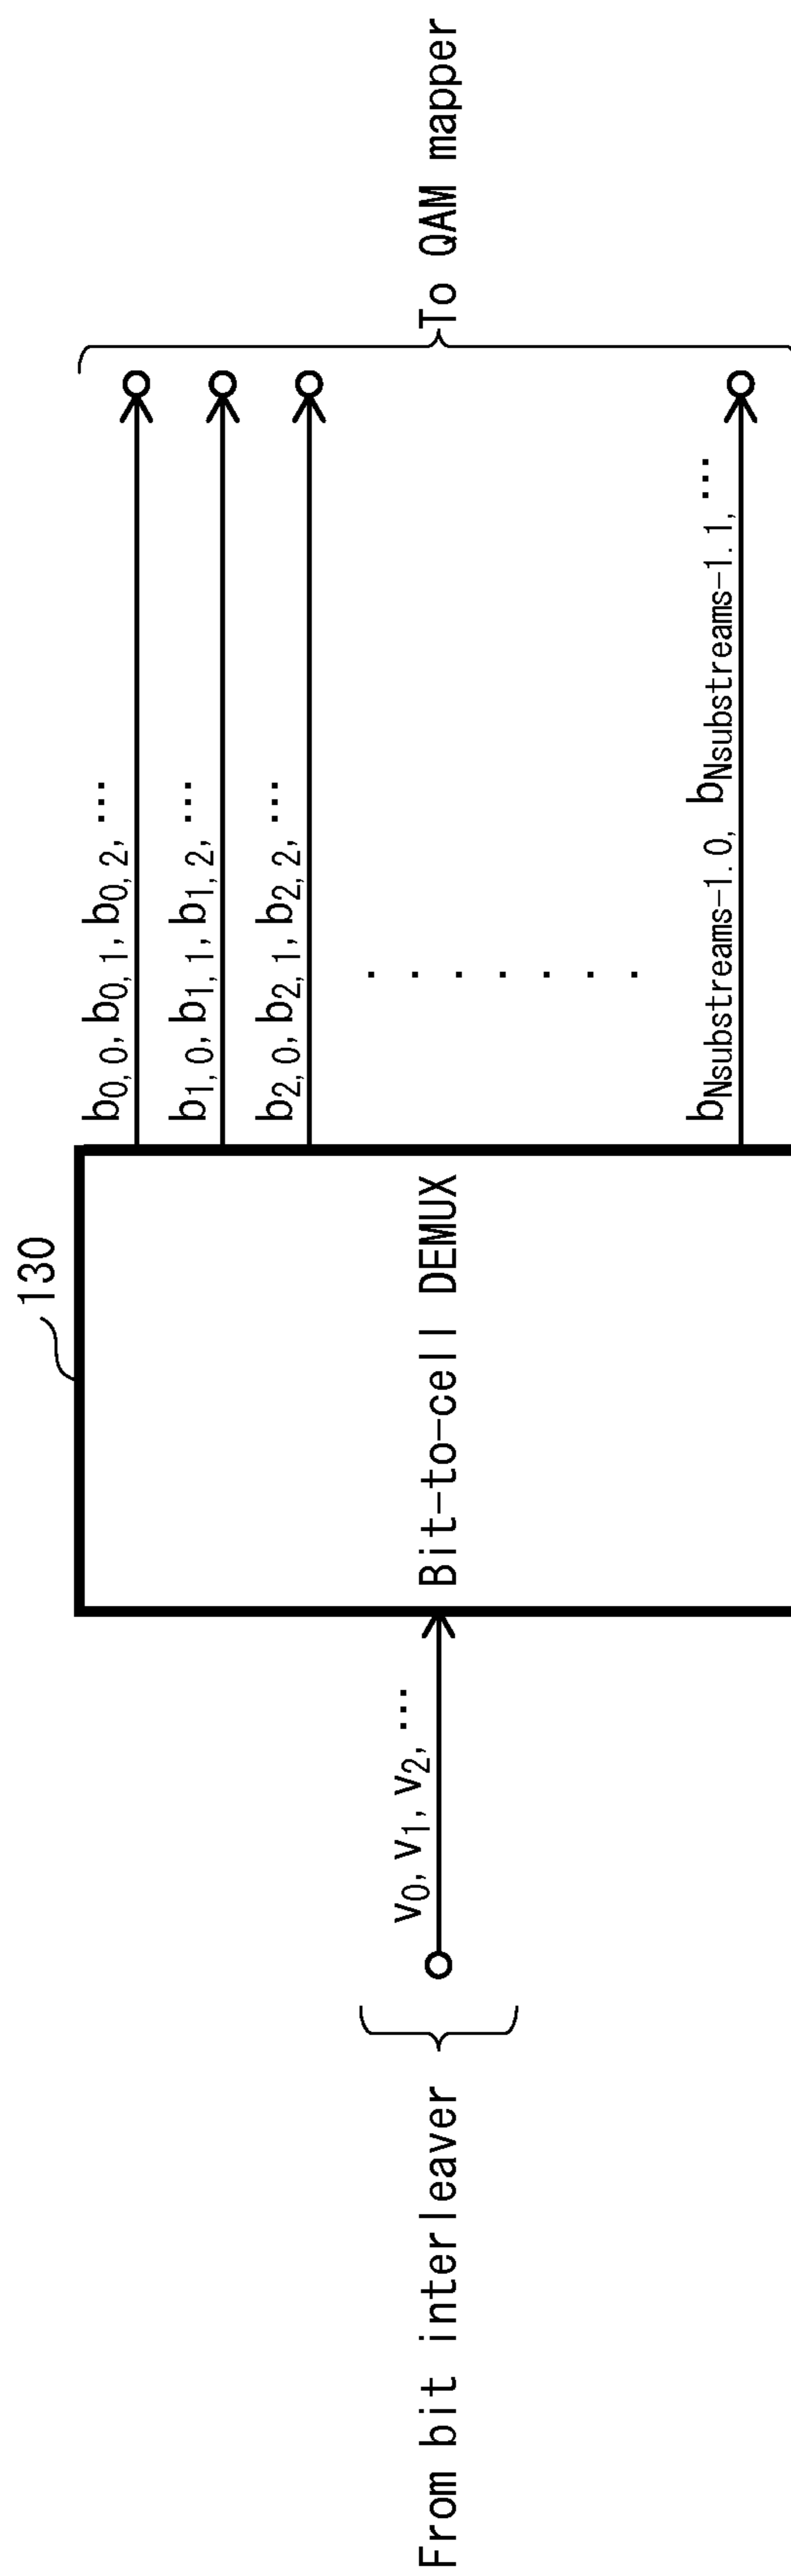 130
From bit interleaver
v0, v1, v2, ...
Bit-to-cell DEMUX
b0,0, b0,1, b0,2, ...
b1,0, b1,1, b1,2, ...
b2,0, b2,1, b2,2, ...
.......
bNsubstreams-1.0, bNsubstreams-1.1, ...
To QAM mapper